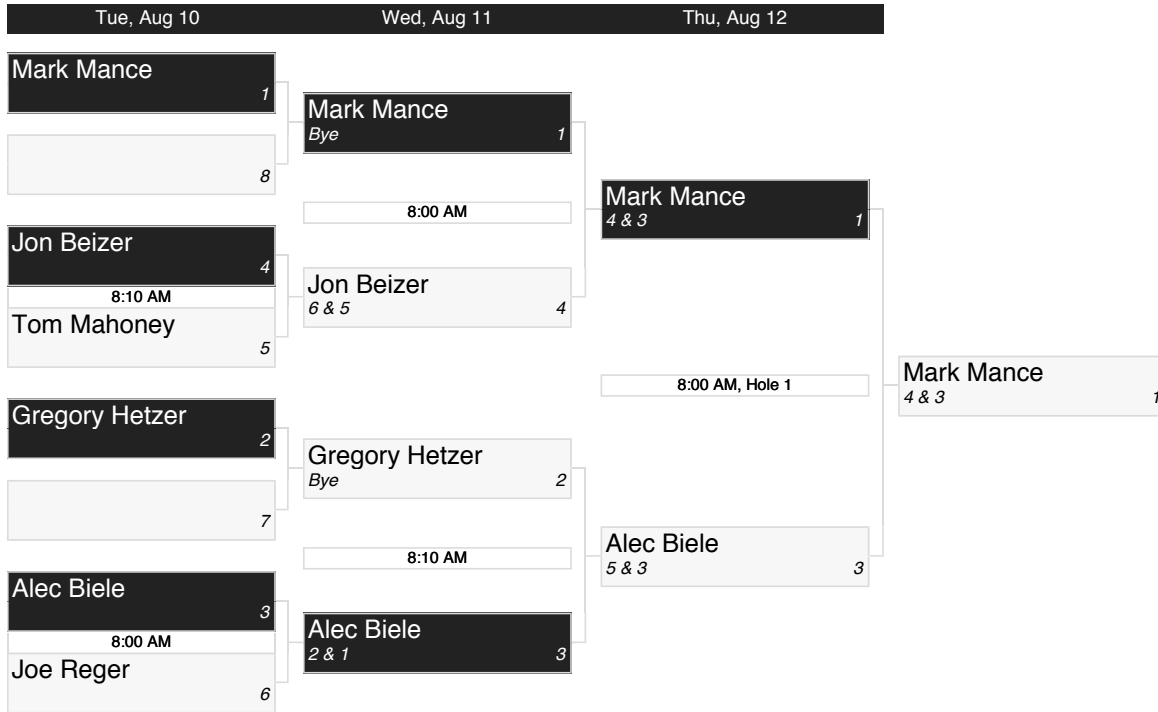 Tue, Aug 10
Wed, Aug 11
Thu, Aug 12
Mark Mance
1
8
Jon Beizer
4
8:10 AM
Tom Mahoney
5
Gregory Hetzer
2
7
Alec Biele
3
8:00 AM
Joe Reger
6
Mark Mance
Bye 1
8:00 AM
Jon Beizer
6 & 5 4
Gregory Hetzer
Bye 2
8:10 AM
Alec Biele
2 & 1 3
Mark Mance
4 & 3 1
8:00 AM, Hole 1
Alec Biele
5 & 3 3
Mark Mance
4 & 3 1